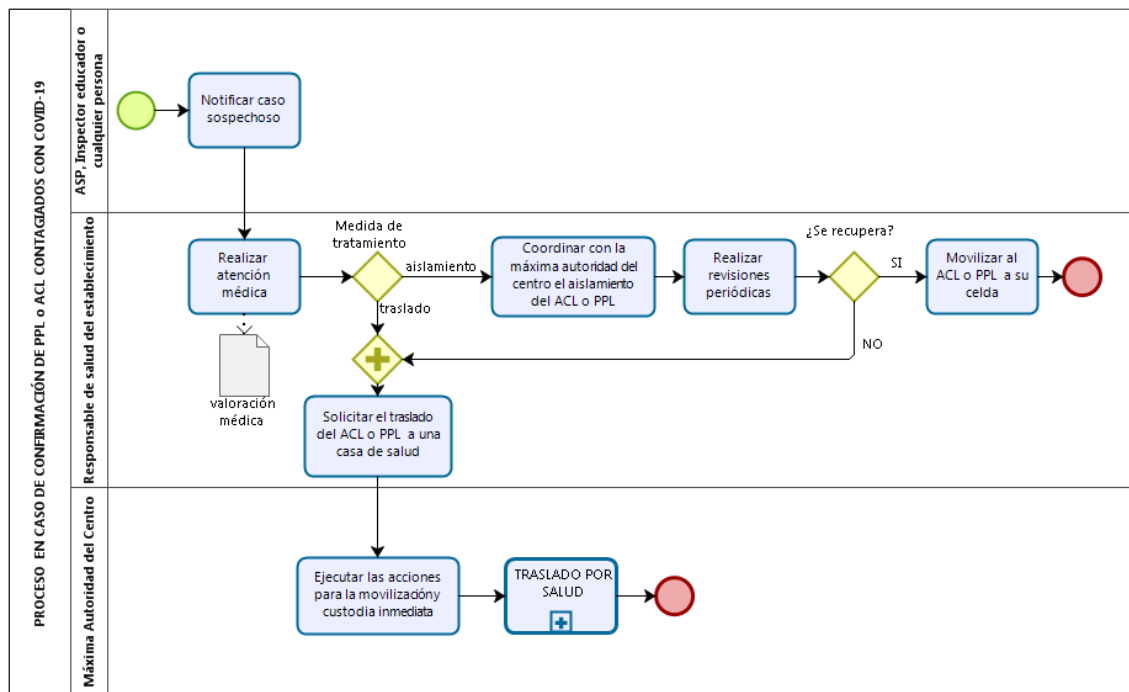 PROCESO EN CASO DE CONFIRMACIÓN DE PPL o ACL CONTAGIADOS CON COVID-19
ASP, Inspector educador o
cualquier persona
Notificar caso
sospechoso
Responsable de salud del establecimiento
Realizar
atención
médica
valoración
médica
Medida de
tratamiento
aislamiento
traslado
Coordinar con la
máxima autoridad del
centro el aislamiento
del ACL o PPL
Realizar
revisiones
periódicas
¿Se recupera?
SI
NO
Movilizar al
ACL o PPL a su
celda
Solicitar el traslado
del ACL o PPL a una
casa de salud
Máxima Autoridad del Centro
Ejecutar las acciones
para la movilizacióny
custodia inmediata
TRASLADO POR
SALUD